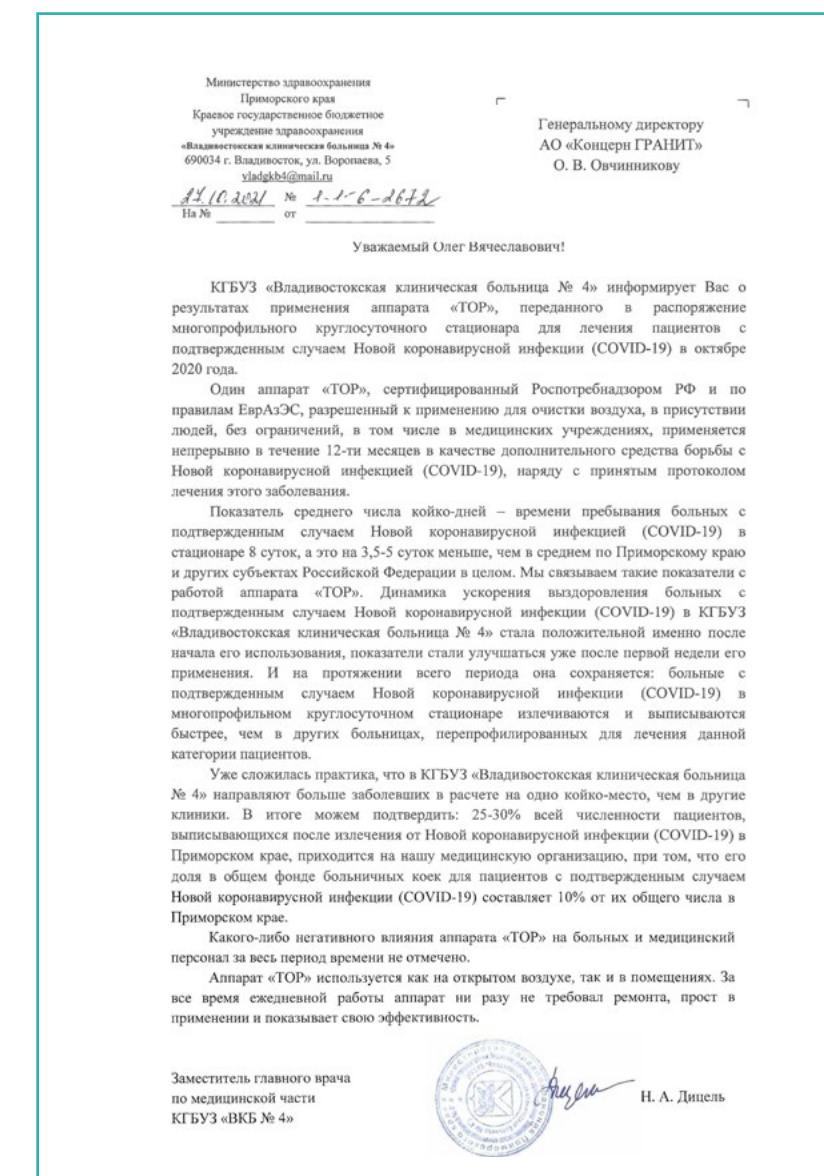 Министерство здравоохранения
Приморского края
Краевое государственное бюджетное
учреждение здравоохранения
«Владивостокская клиническая больница № 4»
690034 г. Владивосток, ул. Воропаева, 5
vladgkb4@mail.ru
27.10.2021 № 1-1-6-2672
На № от
Генеральному директору
АО «Концерн ГРАНИТ»
О. В. Овчинникову
Уважаемый Олег Вячеславович!
КГБУЗ «Владивостокская клиническая больница № 4» информирует Вас о
результатах применения аппарата «ТОР», переданного в распоряжение
многопрофильного круглосуточного стационара для лечения пациентов с
подтвержденным случаем Новой коронавирусной инфекции (COVID-19) в октябре
2020 года.
Один аппарат «ТОР», сертифицированный Роспотребнадзором РФ и по
правилам ЕврАзЭС, разрешенный к применению для очистки воздуха, в присутствии
людей, без ограничений, в том числе в медицинских учреждениях, применяется
непрерывно в течение 12-ти месяцев в качестве дополнительного средства борьбы с
Новой коронавирусной инфекцией (COVID-19), наряду с принятым протоколом
лечения этого заболевания.
Показатель среднего числа койко-дней – времени пребывания больных с
подтвержденным случаем Новой коронавирусной инфекцией (COVID-19) в
стационаре 8 суток, а это на 3,5-5 суток меньше, чем в среднем по Приморскому краю
и других субъектах Российской Федерации в целом. Мы связываем такие показатели с
работой аппарата «ТОР». Динамика ускорения выздоровления больных с
подтвержденным случаем Новой коронавирусной инфекции (COVID-19) в КГБУЗ
«Владивостокская клиническая больница № 4» стала положительной именно после
начала его использования, показатели стали улучшаться уже после первой недели его
применения. И на протяжении всего периода она сохраняется: больные с
подтвержденным случаем Новой коронавирусной инфекции (COVID-19) в
многопрофильном круглосуточном стационаре излечиваются и выписываются
быстрее, чем в других больницах, перепрофилированных для лечения данной
категории пациентов.
Уже сложилась практика, что в КГБУЗ «Владивостокская клиническая больница
№ 4» направляют больше заболевших в расчете на одно койко-место, чем в другие
клиники. В итоге можем подтвердить: 25-30% всей численности пациентов,
выписывающихся после излечения от Новой коронавирусной инфекции (COVID-19) в
Приморском крае, приходится на нашу медицинскую организацию, при том, что его
доля в общем фонде больничных коек для пациентов с подтвержденным случаем
Новой коронавирусной инфекции (COVID-19) составляет 10% от их общего числа в
Приморском крае.
Какого-либо негативного влияния аппарата «ТОР» на больных и медицинский
персонал за весь период времени не отмечено.
Аппарат «ТОР» используется как на открытом воздухе, так и в помещениях. За
все время ежедневной работы аппарат ни разу не требовал ремонта, прост в
применении и показывает свою эффективность.
Заместитель главного врача
по медицинской части
КГБУЗ «ВКБ № 4»
Н. А. Дицель